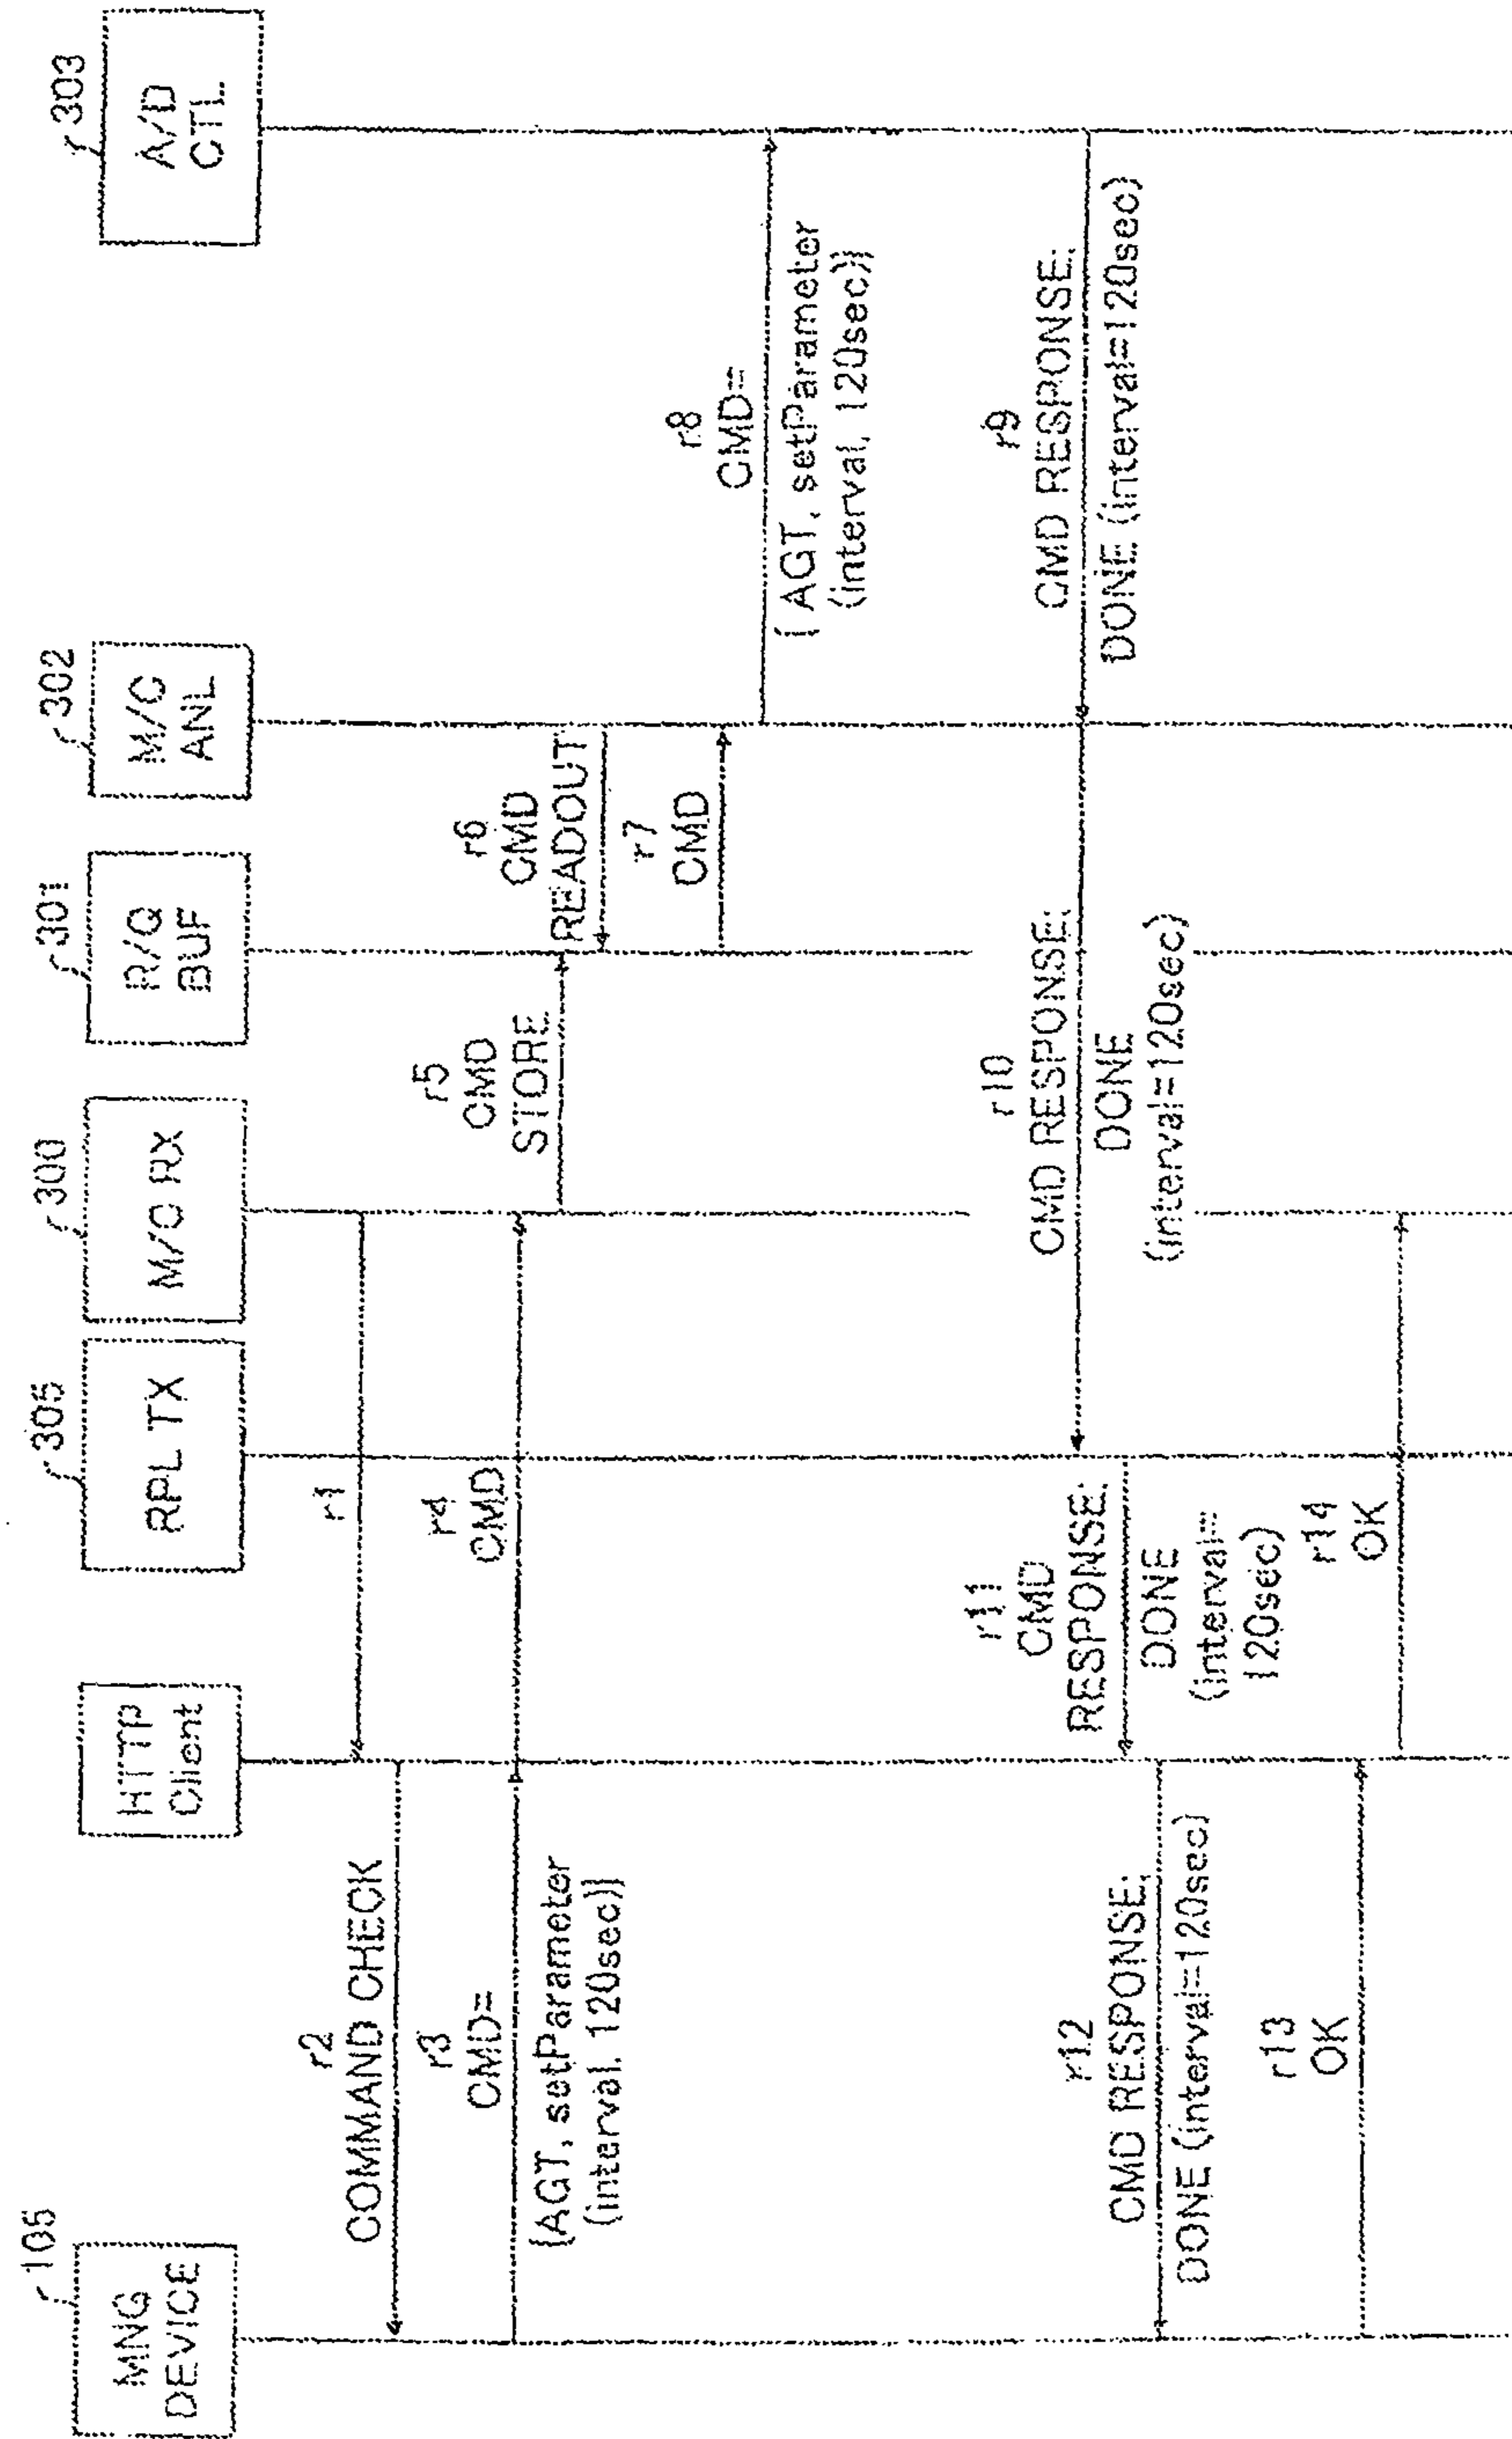 105
MNG
DEVICE
HTTP
Client
305
RPL TX
300
M/C RX
301
R/Q
BUF
302
M/C
ANL
303
A/D
CTL
r1
r2
COMMAND CHECK
r3
CMD=
[AGT, setParameter
(interval, 120sec)]
r4
CMD
r5
CMD
STORE
r6
CMD
READOUT
r7
CMD
r8
CMD=
[AGT, setParameter
(interval, 120sec)]
r9
CMD RESPONSE:
DONE (interval=120sec)
r10
CMD RESPONSE:
DONE
(interval=120sec)
r11
CMD
RESPONSE:
DONE
(interval=
120sec)
r12
CMD RESPONSE:
DONE (interval=120sec)
r13
OK
r14
OK